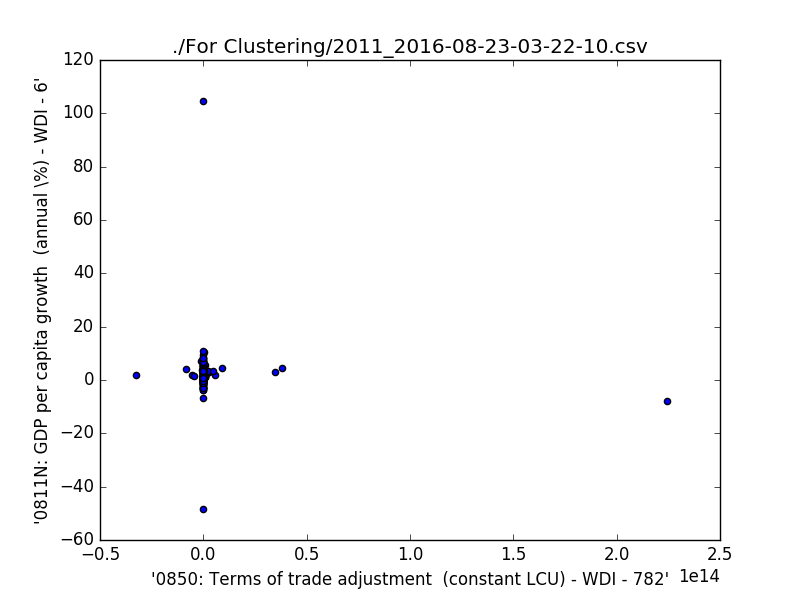 ./For Clustering/2011_2016-08-23-03-22-10.csv
120
100
80
60
40
20
0
−20
−40
−60
'0811N: GDP per capita growth  (annual \%) - WDI - 6'
−0.5 0.0 0.5 1.0 1.5 2.0 2.5
1e14
'0850: Terms of trade adjustment  (constant LCU) - WDI - 782'